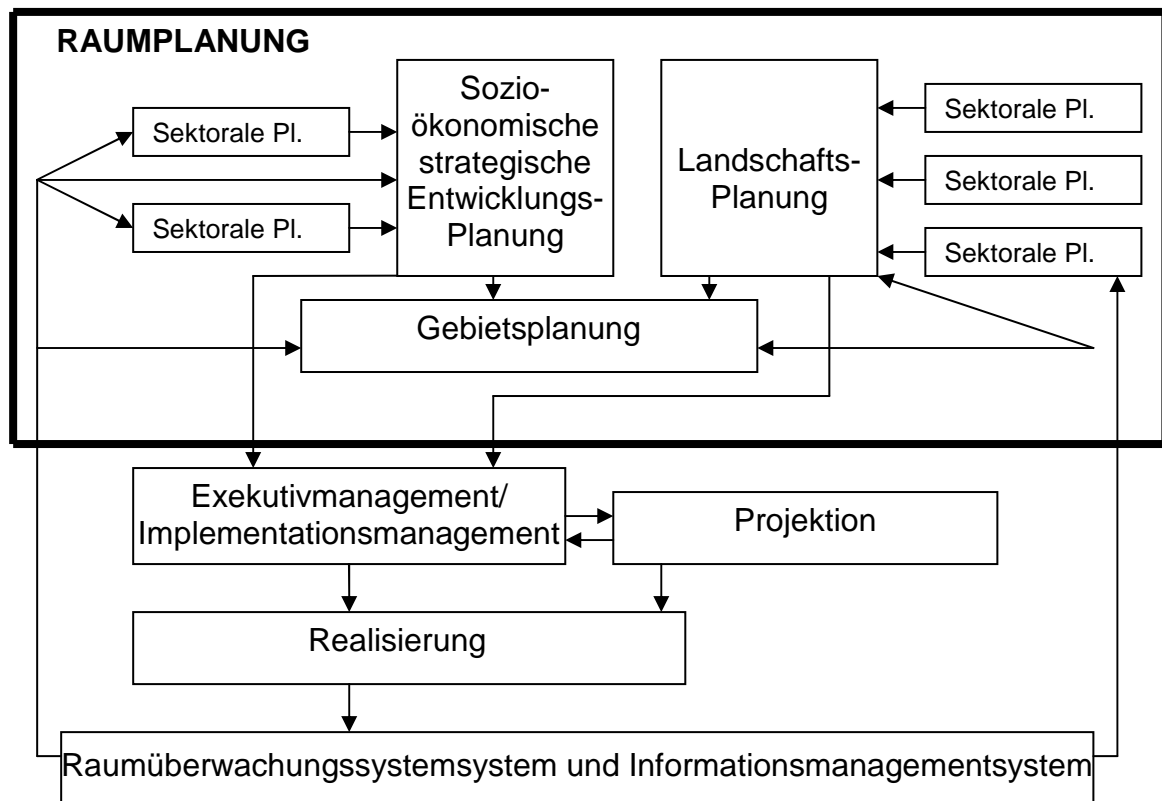 RAUMPLANUNG
Sektorale Pl.
Sektorale Pl.
Sozio-
ökonomische
strategische
Entwicklungs-
Planung
Landschafts-
Planung
Sektorale Pl.
Sektorale Pl.
Sektorale Pl.
Gebietsplanung
Exekutivmanagement/
Implementationsmanagement
Projektion
Realisierung
Raumüberwachungssystemsystem und Informationsmanagementsystem